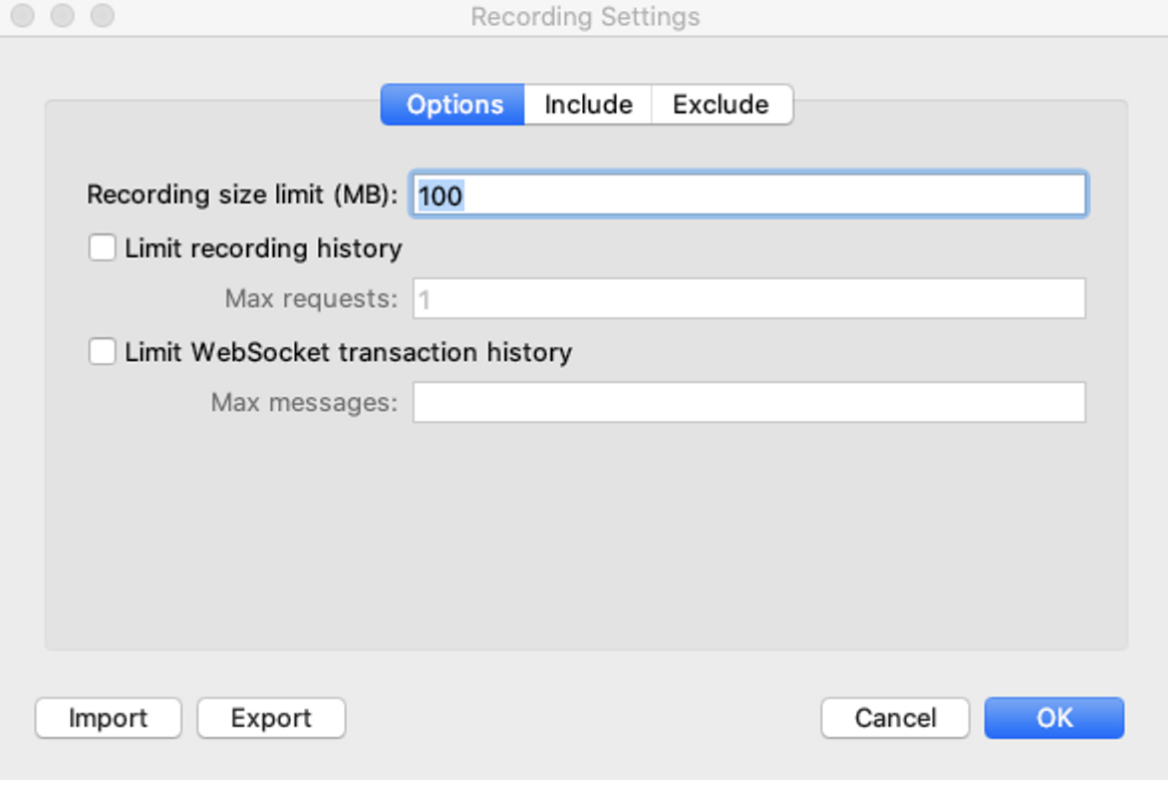 Recording Settings
Options Include Exclude
Recording size limit (MB): 100
Limit recording history
Max requests: 1
Limit WebSocket transaction history
Max messages:
Import Export Cancel OK